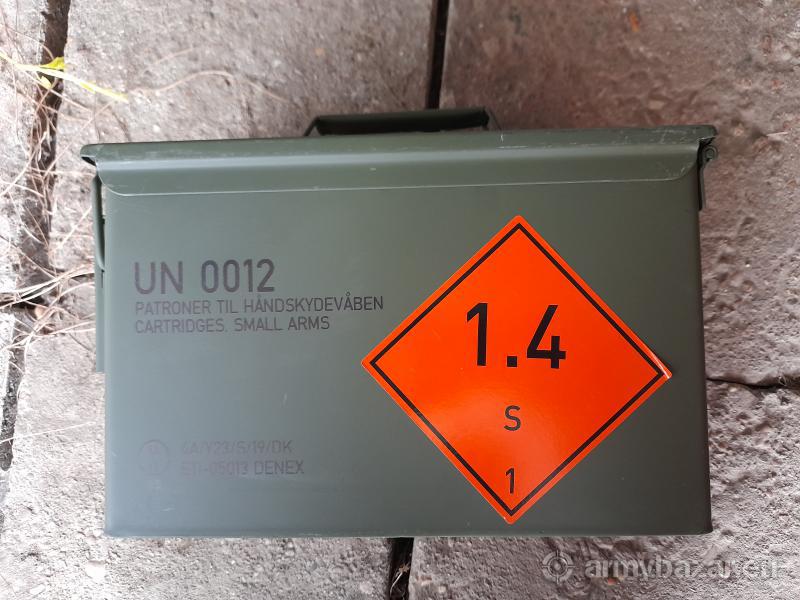 UN 0012
PATRONER TIL HÅNDSKYDEVÅBEN
CARTRIDGES, SMALL ARMS
1.4
S
1
4A/Y23/S/19/DK
ETI-05013 DENEX
armybazar.eu